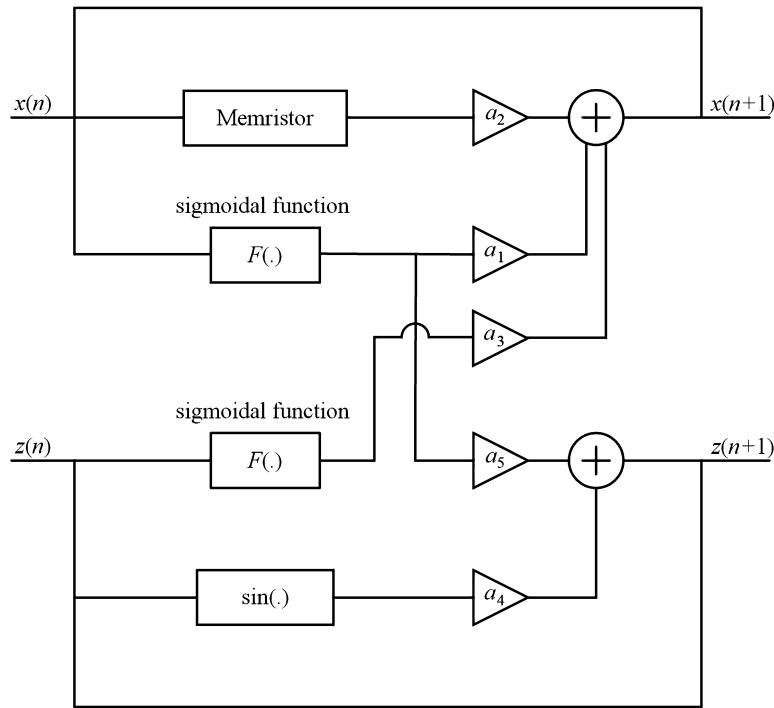 x(n)
Memristor
a2
+
x(n+1)
sigmoidal function
F(.)
a1
a3
sigmoidal function
z(n)
F(.)
a5
+
z(n+1)
sin(.)
a4